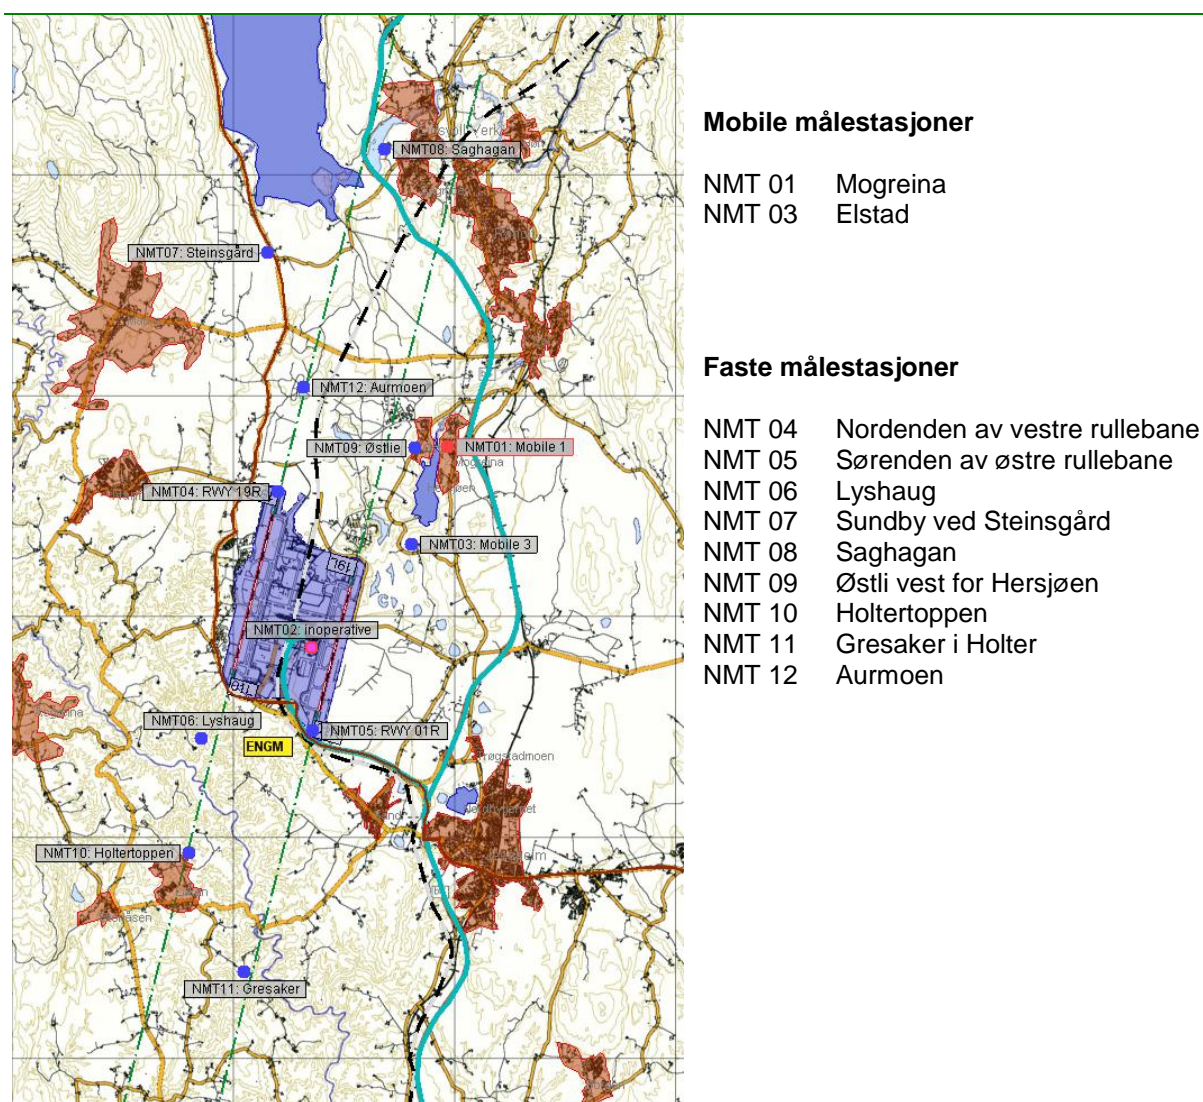 NMT08: Saghagan
NMT07: Steinsgård
NMT12: Aurmoen
NMT09: Østlie
NMT01: Mobile 1
Mogreina
NMT04: RWY 19R
NMT03: Mobile 3
19L
NMT02: inoperative
01L
NMT06: Lyshaug
NMT05: RWY 01R
ENGM
NMT10: Holtertoppen
NMT11: Gresaker
Mobile målestasjoner
NMT 01 Mogreina
NMT 03 Elstad
Faste målestasjoner
NMT 04 Nordenden av vestre rullebane
NMT 05 Sørenden av østre rullebane
NMT 06 Lyshaug
NMT 07 Sundby ved Steinsgård
NMT 08 Saghagan
NMT 09 Østli vest for Hersjøen
NMT 10 Holtertoppen
NMT 11 Gresaker i Holter
NMT 12 Aurmoen